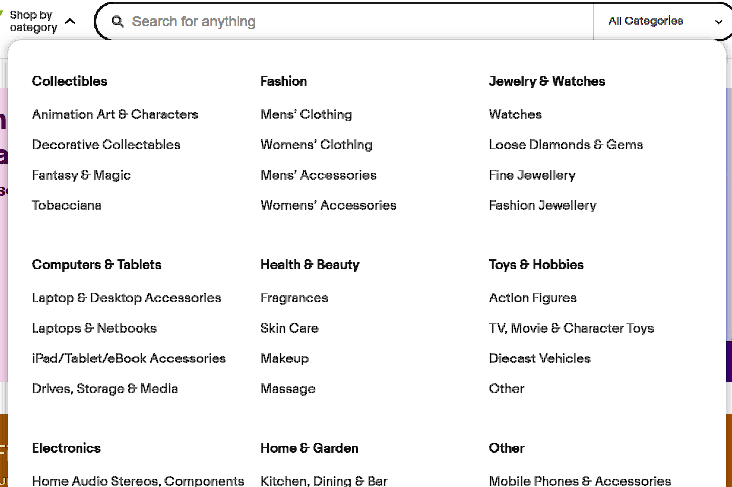 Shop by
category
Search for anything
All Categories
Collectibles
Animation Art & Characters
Decorative Collectables
Fantasy & Magic
Tobacciana
Fashion
Mens' Clothing
Womens' Clothing
Mens' Accessories
Womens' Accessories
Jewelry & Watches
Watches
Loose Diamonds & Gems
Fine Jewellery
Fashion Jewellery
Computers & Tablets
Laptop & Desktop Accessories
Laptops & Netbooks
iPad/Tablet/eBook Accessories
Drives, Storage & Media
Health & Beauty
Fragrances
Skin Care
Makeup
Massage
Toys & Hobbies
Action Figures
TV, Movie & Character Toys
Diecast Vehicles
Other
Electronics
Home Audio Stereos, Components
Home & Garden
Kitchen, Dining & Bar
Other
Mobile Phones & Accessories